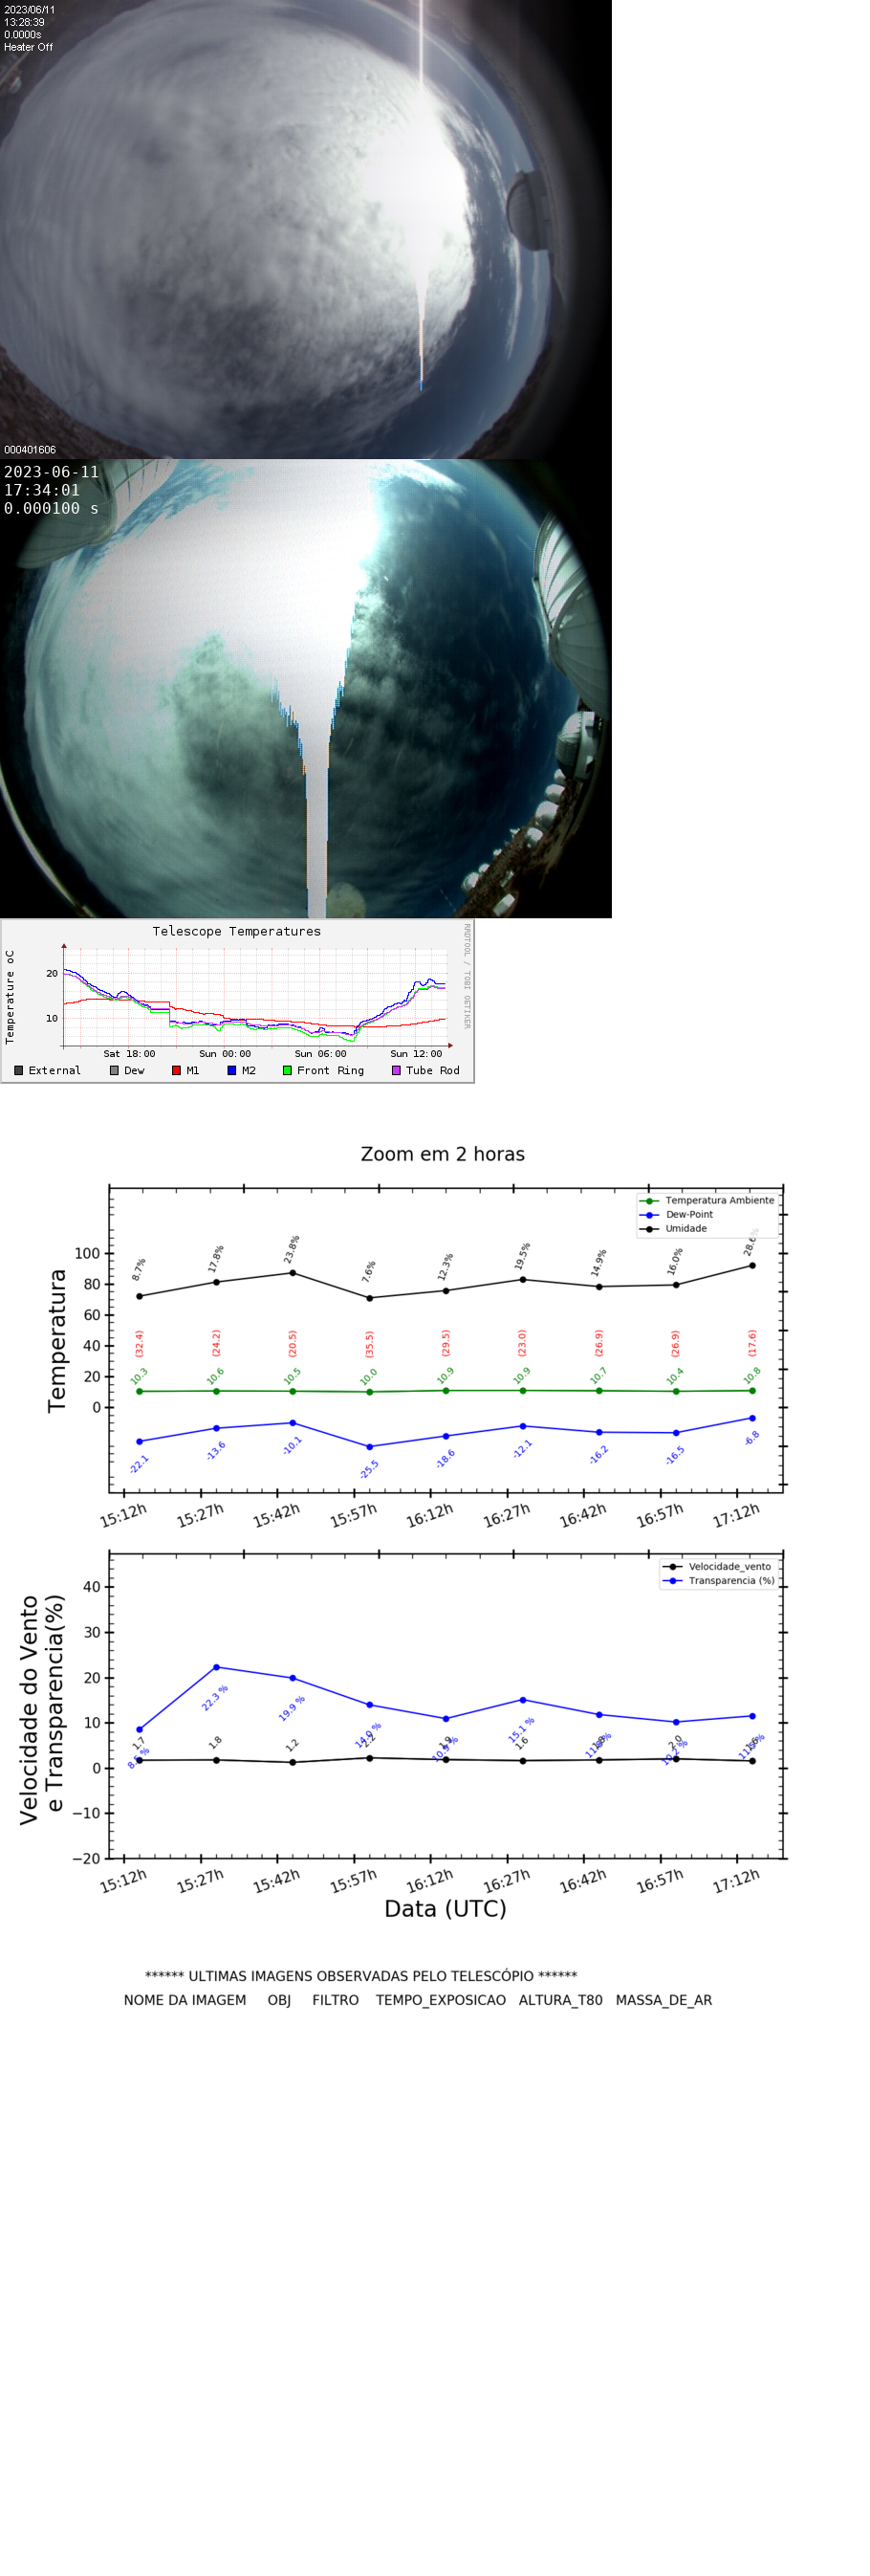 2023/06/11
13:28:39
0.0000s
Heater Off
000401606
2023-06-11
17:34:01
0.000100 s
Telescope Temperatures
RRDTOOL / TOBI OETIKER
Temperature oC
20
10
Sat 18:00 Sun 00:00 Sun 06:00 Sun 12:00
External Dew M1 M2 Front Ring Tube Rod
Zoom em 2 horas
Temperatura Ambiente
Dew-Point
Umidade
Temperatura
100
80
60
40
20
0
8.7% 17.8% 23.8% 7.6% 12.3% 19.5% 14.9% 16.0%
(32.4) (24.2) (20.5) (35.5) (29.5) (23.0) (26.9) (26.9) (17.6)
10.3 10.6 10.5 10.0 10.9 10.9 10.7 10.4 10.8
-22.1 -13.6 -10.1 -25.5 -18.6 -12.1 -16.2 -16.5 -6.8
15:12h 15:27h 15:42h 15:57h 16:12h 16:27h 16:42h 16:57h 17:12h
Velocidade_vento
Transparencia (%)
Velocidade do Vento
e Transparencia(%)
40
30
20
10
0
−10
−20
22.3 % 19.9 % 15.1 %
1.7 1.8 1.2 1.6 2.0
15:12h 15:27h 15:42h 15:57h 16:12h 16:27h 16:42h 16:57h 17:12h
Data (UTC)
****** ULTIMAS IMAGENS OBSERVADAS PELO TELESCÓPIO ******
NOME DA IMAGEM OBJ FILTRO TEMPO_EXPOSICAO ALTURA_T80 MASSA_DE_AR